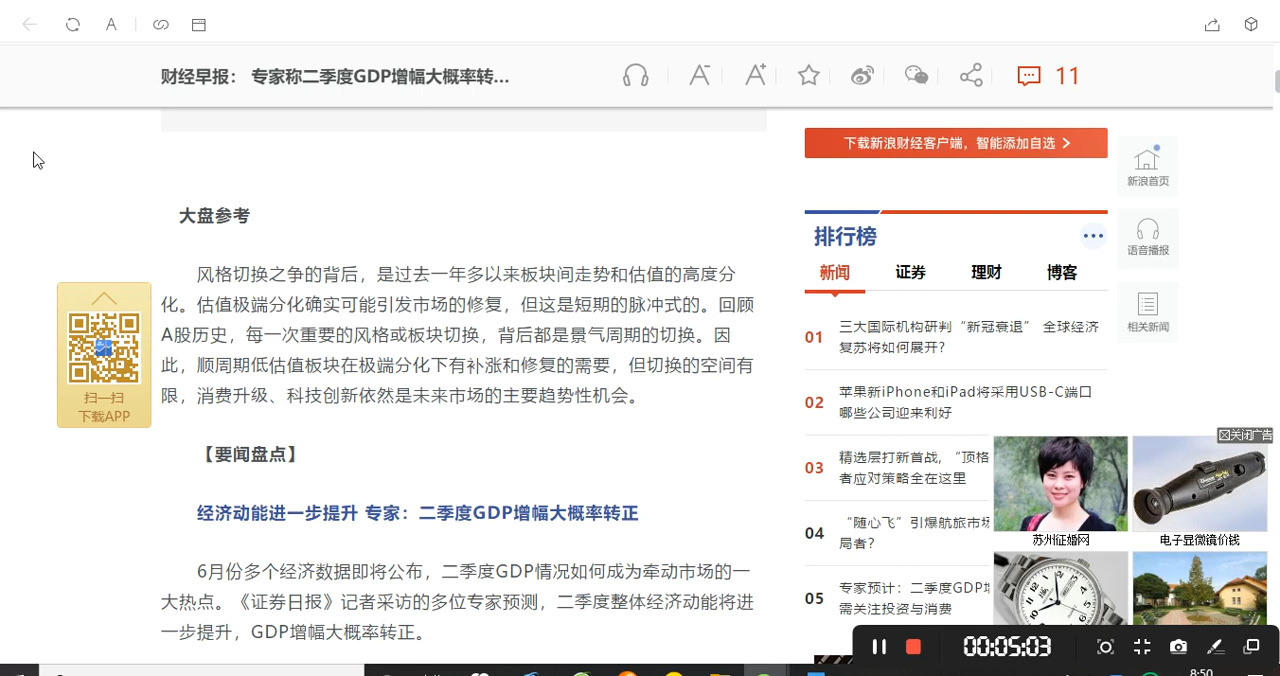 财经早报： 专家称二季度GDP增幅大概率转...
11
下载新浪财经客户端，智能添加自选
新浪首页
语音播报
相关新闻
大盘参考
风格切换之争的背后，是过去一年多以来板块间走势和估值的高度分
化。估值极端分化确实可能引发市场的修复，但这是短期的脉冲式的。回顾
A股历史，每一次重要的风格或板块切换，背后都是景气周期的切换。因
此，顺周期低估值板块在极端分化下有补涨和修复的需要，但切换的空间有
限，消费升级、科技创新依然是未来市场的主要趋势性机会。
【要闻盘点】
经济动能进一步提升 专家：二季度GDP增幅大概率转正
6月份多个经济数据即将公布，二季度GDP情况如何成为牵动市场的一
大热点。《证券日报》记者采访的多位专家预测，二季度整体经济动能将进
一步提升，GDP增幅大概率转正。
扫一扫
下载APP
排行榜
新闻 证券 理财 博客
01 三大国际机构研判“新冠衰退” 全球经济
复苏将如何展开?
02 苹果新iPhone和iPad将采用USB-C端口
哪些公司迎来利好
03 精选层打新首战，“顶格
者应对策略全在这里
04 “随心飞”引爆航旅市场
局者？
05 专家预计：二季度GDP增
需关注投资与消费
关闭广告
苏州征婚网
电子显微镜价钱
00:05:03
8:50